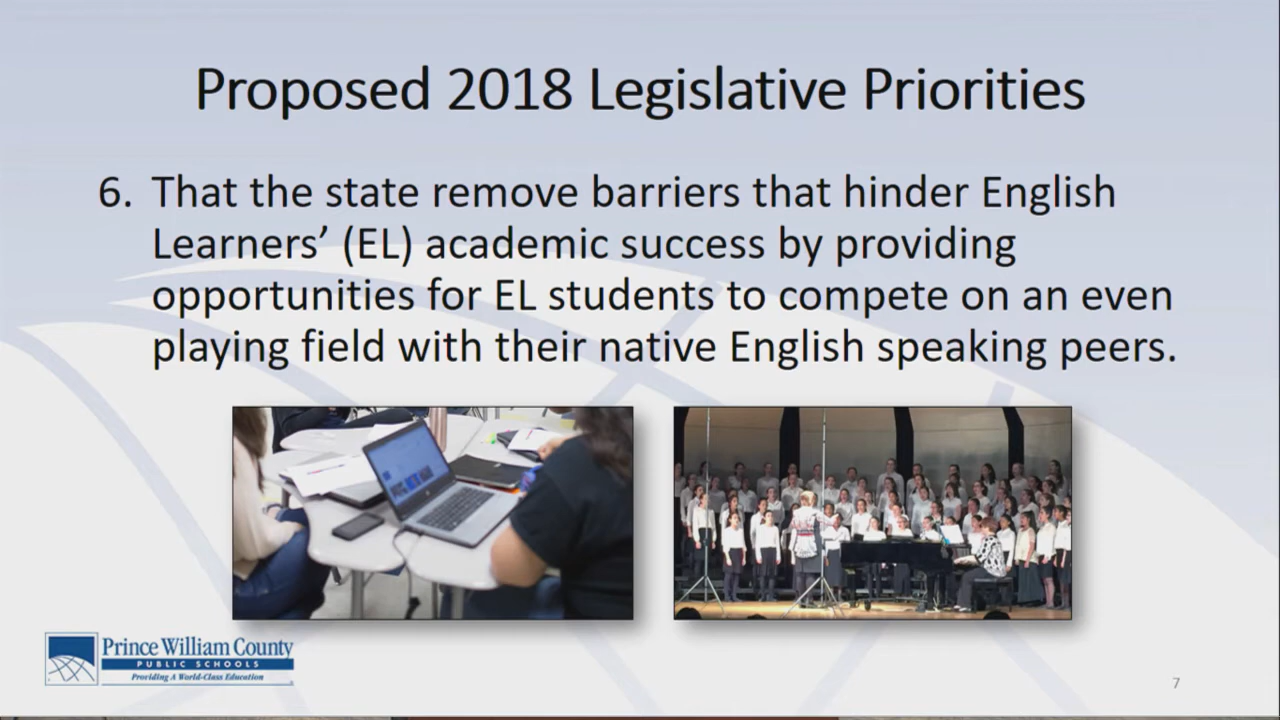 Proposed 2018 Legislative Priorities
6. That the state remove barriers that hinder English
Learners’ (EL) academic success by providing
opportunities for EL students to compete on an even
playing field with their native English speaking peers.
Prince William County
PUBLIC SCHOOLS
Providing A World-Class Education
7